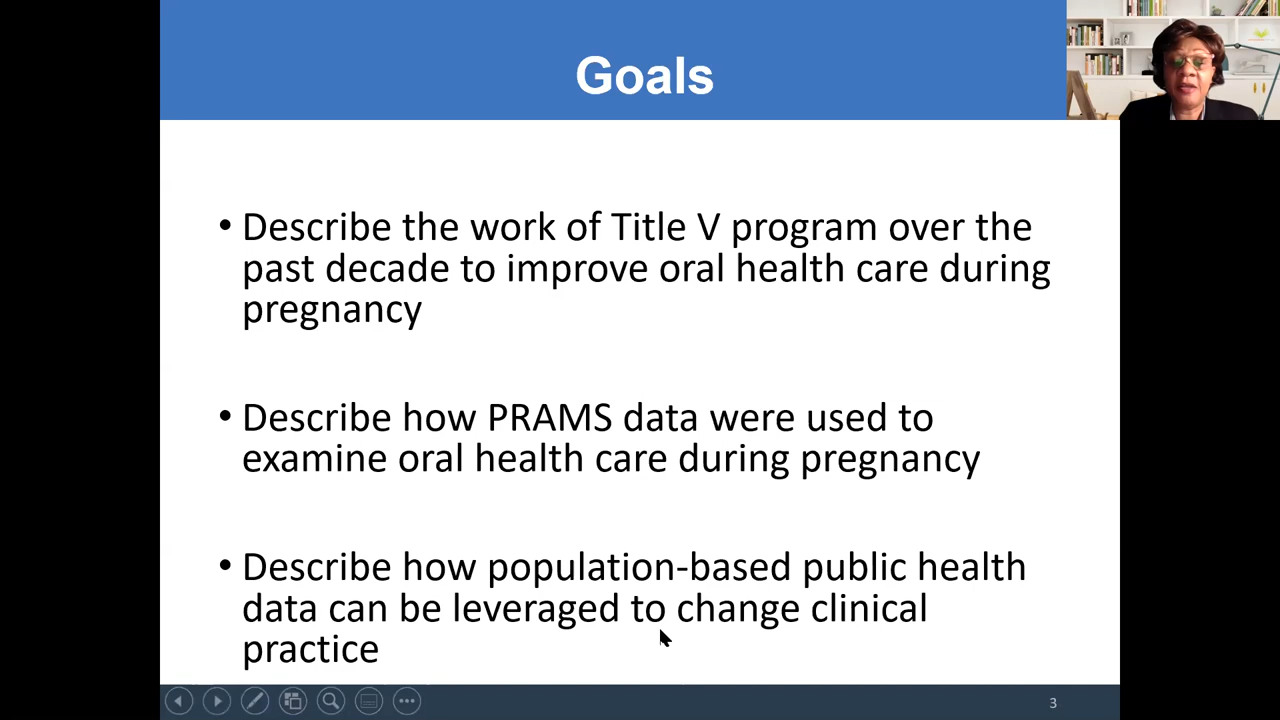 Goals
• Describe the work of Title V program over the
past decade to improve oral health care during
pregnancy
• Describe how PRAMS data were used to
examine oral health care during pregnancy
• Describe how population-based public health
data can be leveraged to change clinical
practice
3